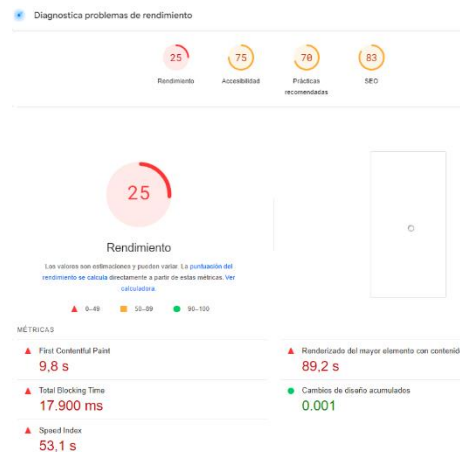 Diagnostica problemas de rendimiento
25
75
70
83
Rendimiento
Accesibilidad
Prácticas
recomendadas
SEO
25
Rendimiento
Los valores son estimaciones y pueden variar. La puntuación del
rendimiento se calcula directamente a partir de estas métricas. Ver
calculadora.
0–49
50–89
90–100
MÉTRICAS
First Contentful Paint
9,8 s
Renderizado del mayor elemento con contenid
89,2 s
Total Blocking Time
17.900 ms
Cambios de diseño acumulados
0.001
Speed Index
53,1 s